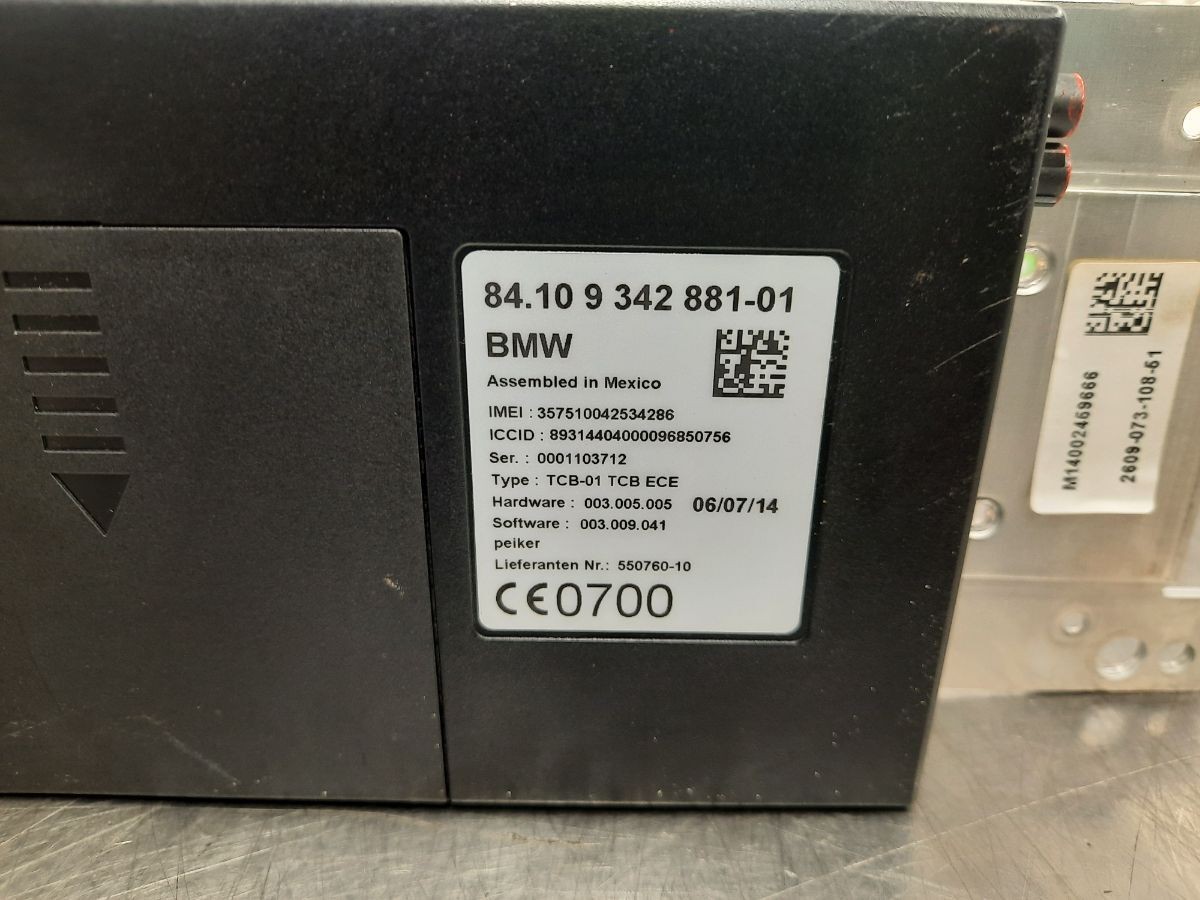 84.10 9 342 881-01
BMW
Assembled in Mexico
IMEI : 357510042534286
ICCID : 89314404000096850756
Ser. : 0001103712
Type : TCB-01 TCB ECE
Hardware : 003.005.005 06/07/14
Software : 003.009.041
peiker
Lieferanten Nr.: 550760-10
CE0700
M14002469666
2609-073-108-51